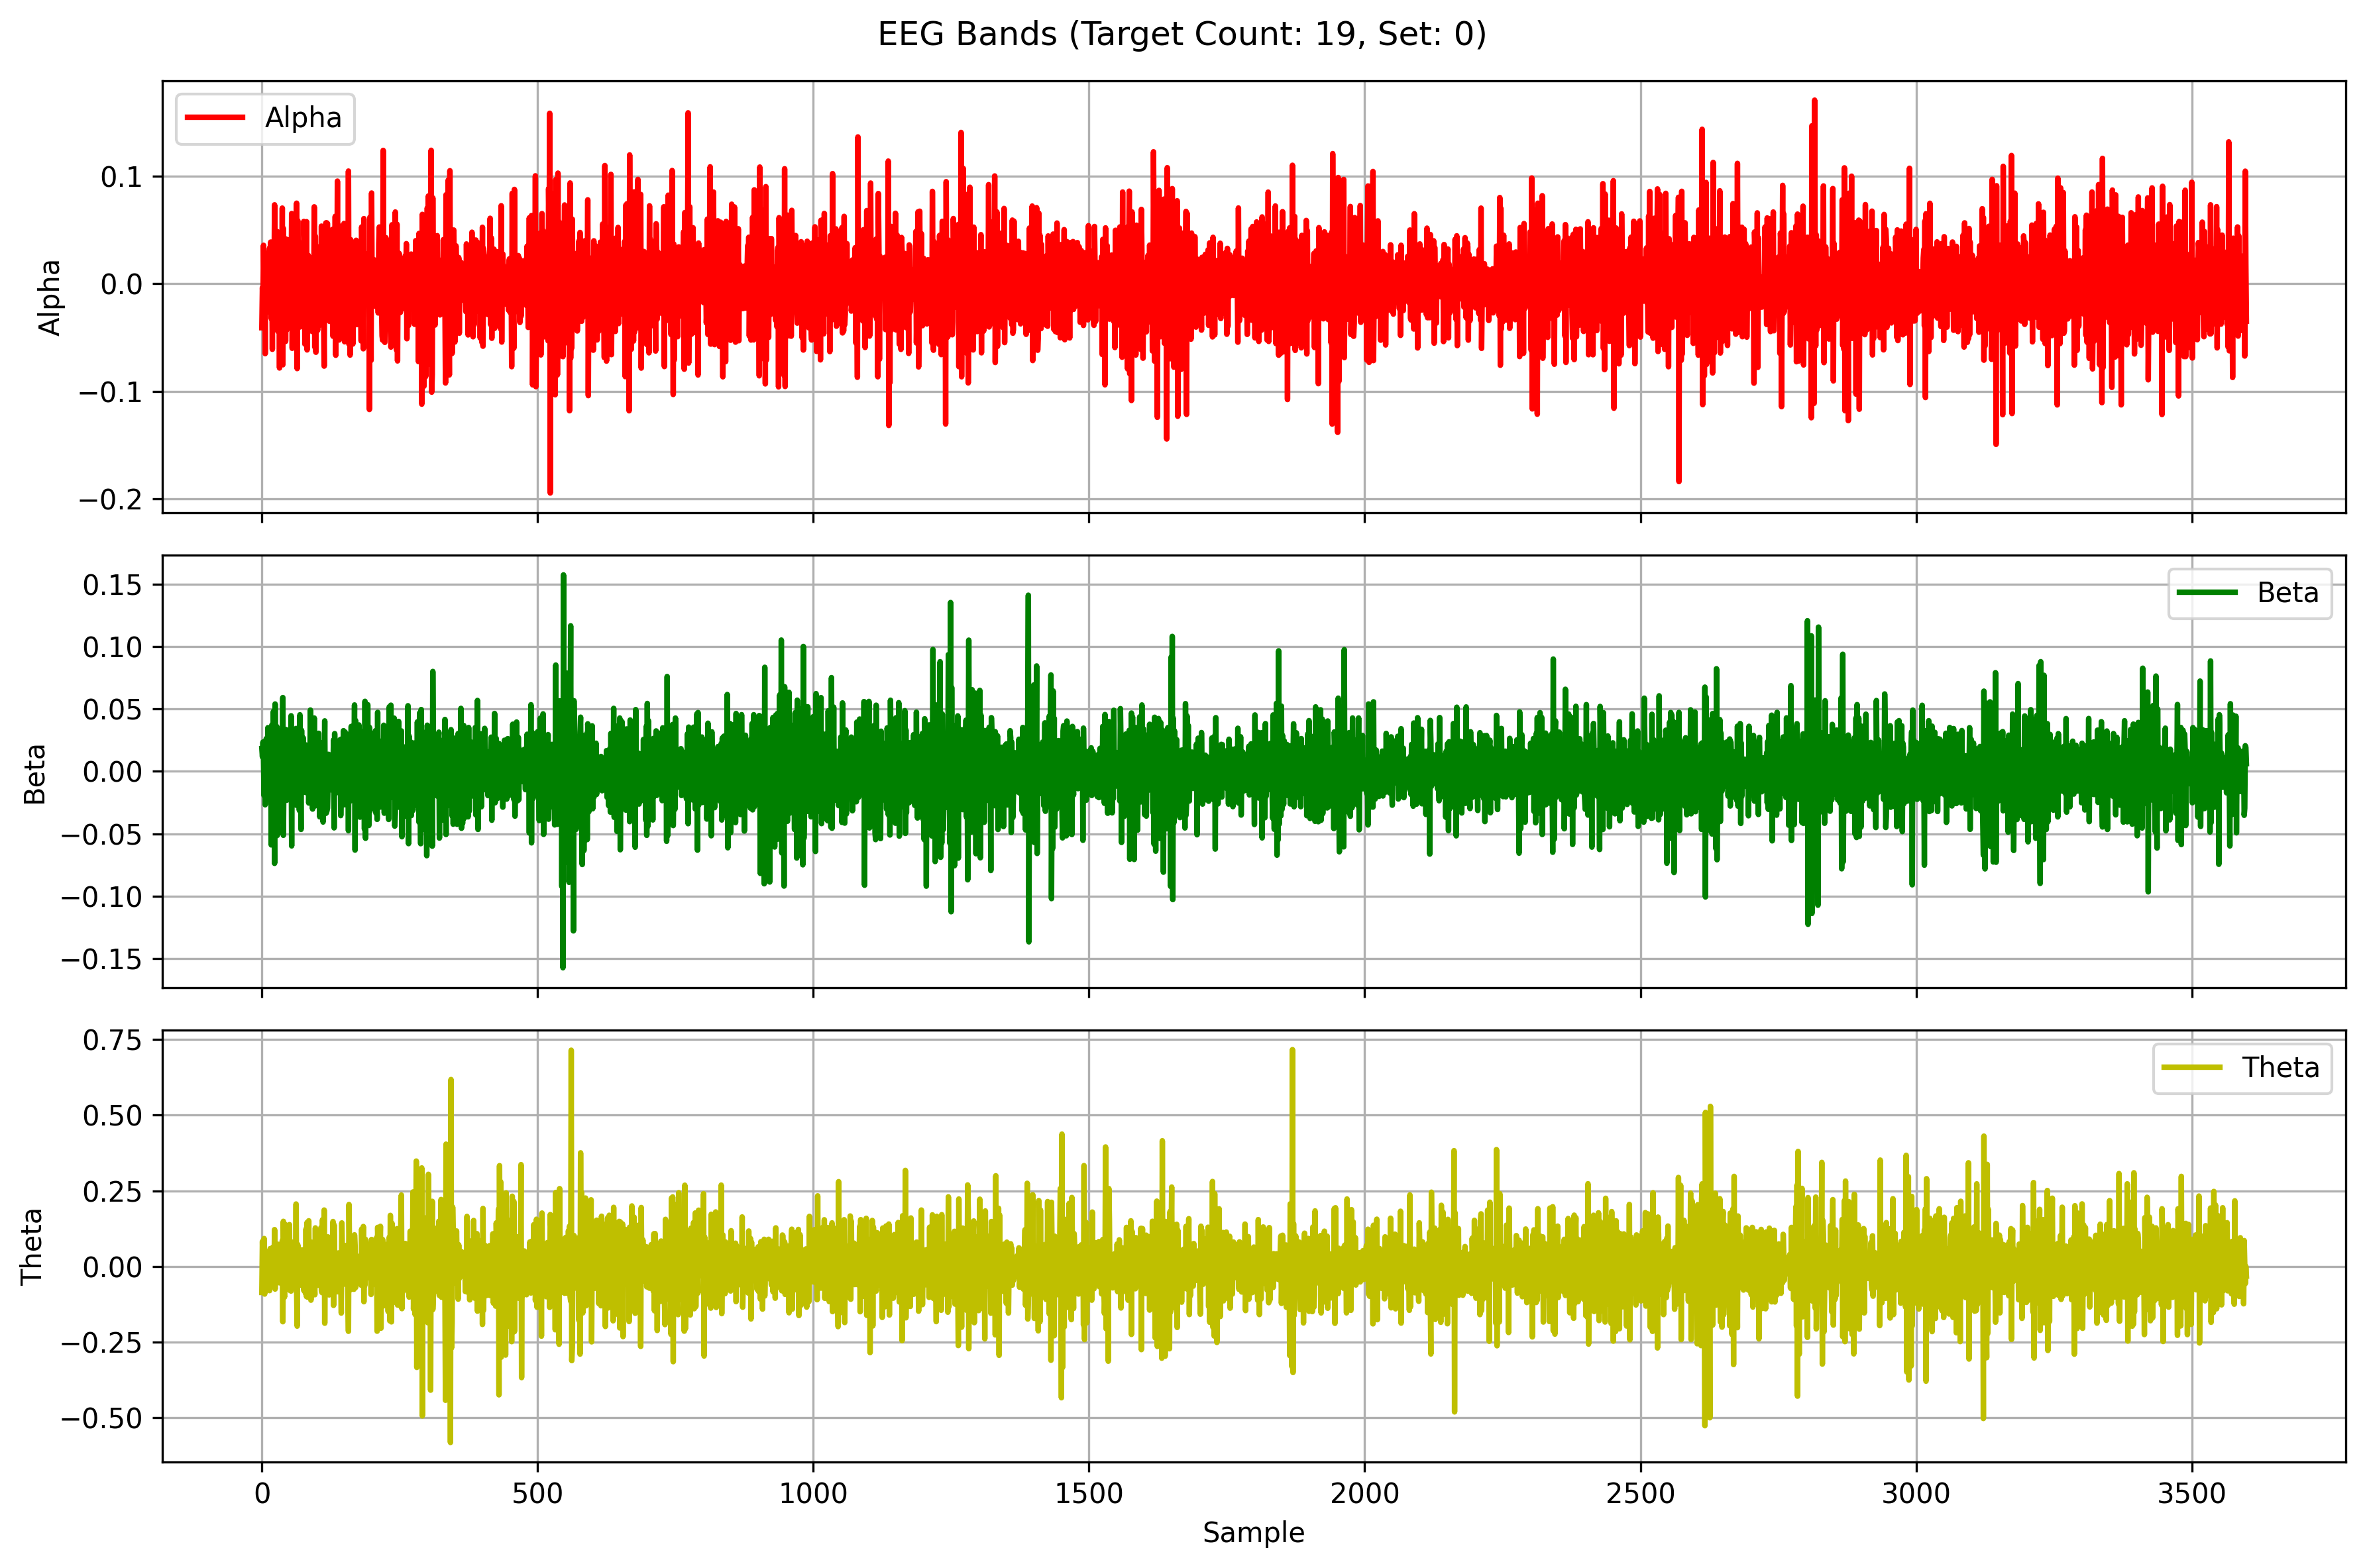 EEG Bands (Target Count: 19, Set: 0)
Alpha
0.1
0.0
−0.1
−0.2
Alpha
Beta
0.15
0.10
0.05
0.00
−0.05
−0.10
−0.15
Beta
Theta
0.75
0.50
0.25
0.00
−0.25
−0.50
Theta
0 500 1000 1500 2000 2500 3000 3500
Sample